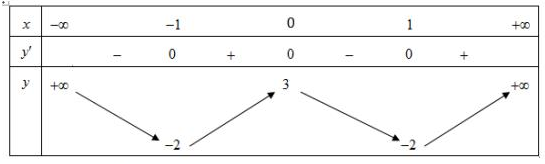 x −∞ −1 0 1 +∞
y' − 0 + 0 − 0 +
y +∞ 3 +∞
−2 −2